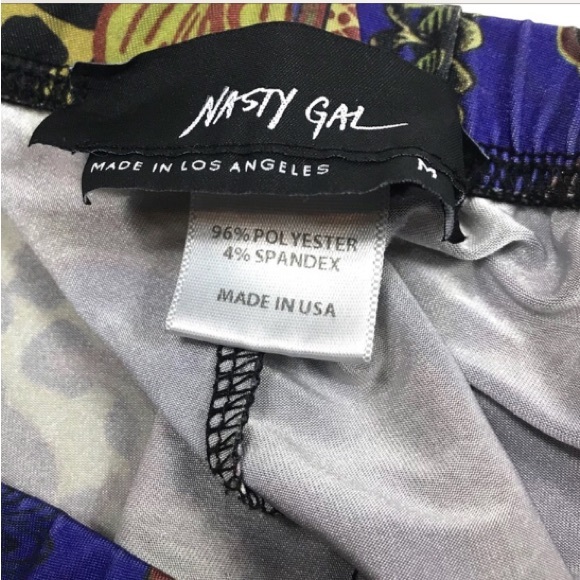 NASTY GAL
MADE IN LOS ANGELES M
96% POLYESTER
4% SPANDEX
MADE IN USA